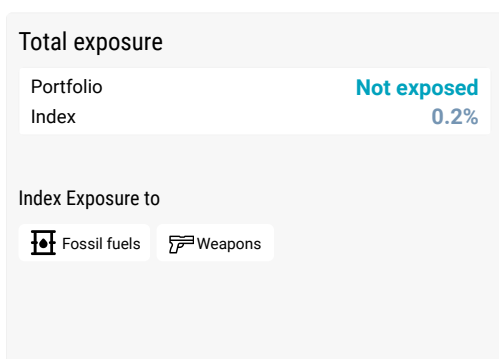 Total exposure
Portfolio Not exposed
Index 0.2%
Index Exposure to
Fossil fuels Weapons